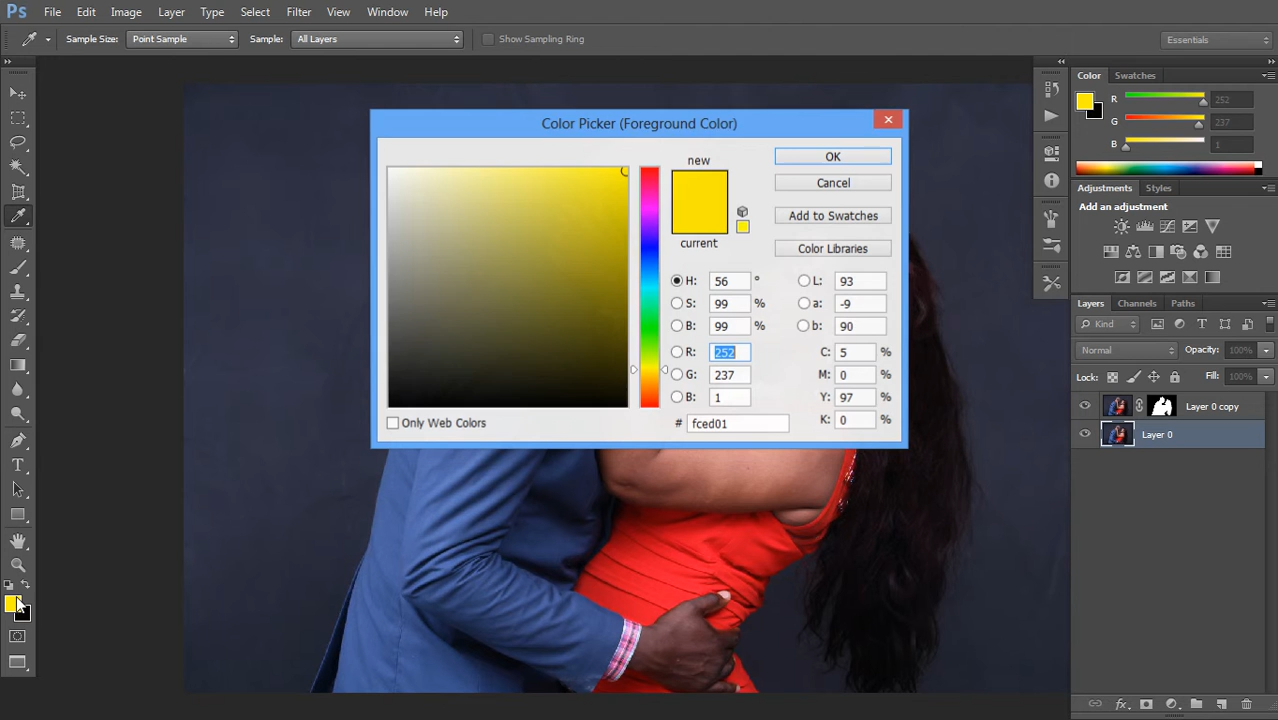 Ps File Edit Image Layer Type Select Filter View Window Help
Sample Size: Point Sample Sample: All Layers Show Sampling Ring Essentials
Color Swatches
R 252
G 237
B 1
Adjustments Styles
Add an adjustment
Layers Channels Paths
Kind
Normal Opacity: 100%
Lock: Fill: 100%
Layer 0 copy
Layer 0
fx
Color Picker (Foreground Color)
new
current
OK
Cancel
Add to Swatches
Color Libraries
H: 56 ° L: 93
S: 99 % a: -9
B: 99 % b: 90
R: 252 C: 5 %
G: 237 M: 0 %
B: 1 Y: 97 %
# fced01 K: 0 %
Only Web Colors
T